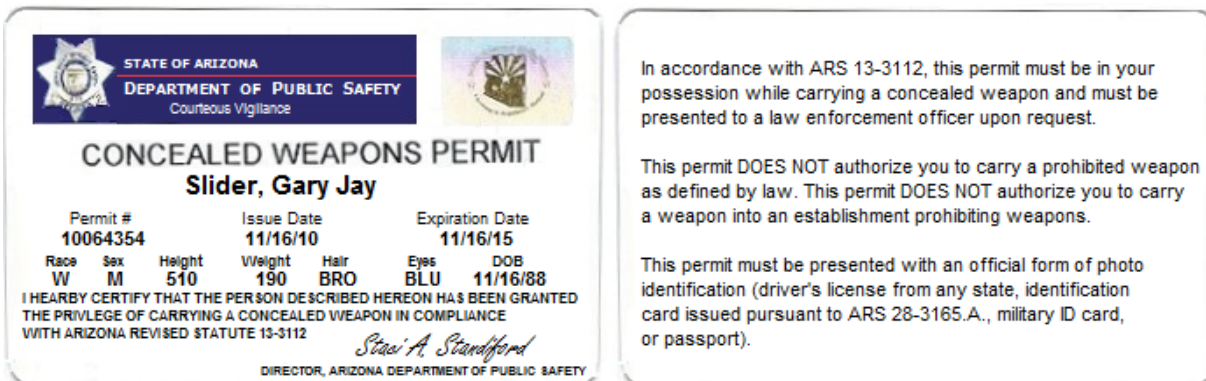 STATE OF ARIZONA
DEPARTMENT OF PUBLIC SAFETY
Courteous Vigilance
CONCEALED WEAPONS PERMIT
Slider, Gary Jay
Permit # Issue Date Expiration Date
10064354 11/16/10 11/16/15
Race Sex Height Weight Hair Eyes DOB
W M 510 190 BRO BLU 11/16/88
I HEARBY CERTIFY THAT THE PERSON DESCRIBED HEREON HAS BEEN GRANTED
THE PRIVLEGE OF CARRYING A CONCEALED WEAPON IN COMPLIANCE
WITH ARIZONA REVISED STATUTE 13-3112
Staci A. Standiford
DIRECTOR, ARIZONA DEPARTMENT OF PUBLIC SAFETY
In accordance with ARS 13-3112, this permit must be in your
possession while carrying a concealed weapon and must be
presented to a law enforcement officer upon request.
This permit DOES NOT authorize you to carry a prohibited weapon
as defined by law. This permit DOES NOT authorize you to carry
a weapon into an establishment prohibiting weapons.
This permit must be presented with an official form of photo
identification (driver's license from any state, identification
card issued pursuant to ARS 28-3165.A., military ID card,
or passport).